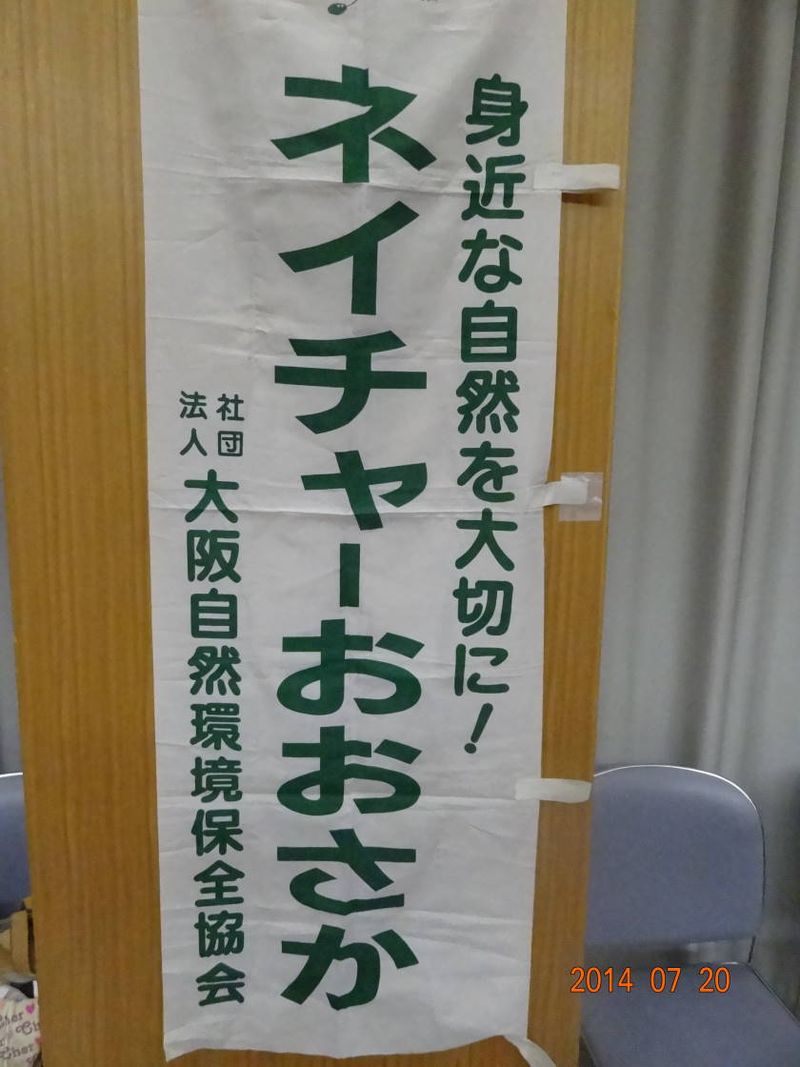 身近な自然を大切に！
ネイチャーおおさか
社団
法人
大阪自然環境保全協会
2014 07 20